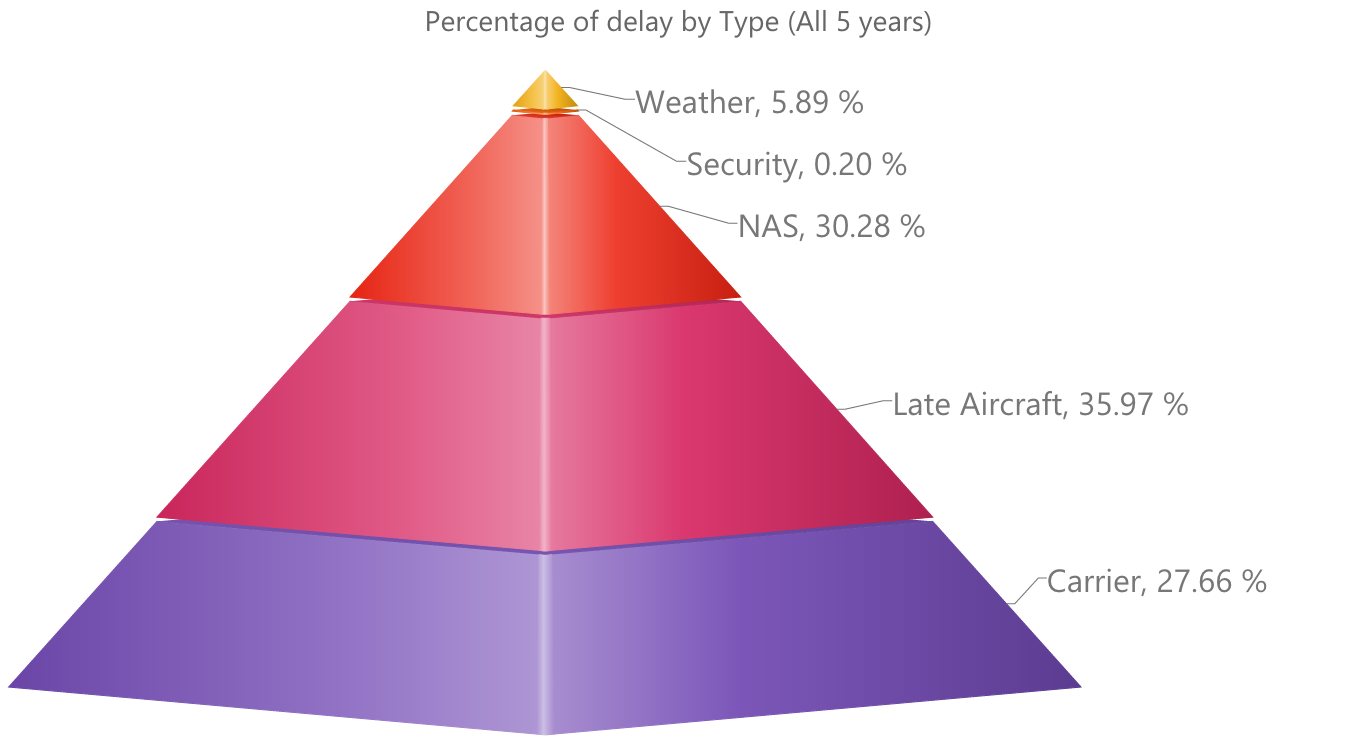 Percentage of delay by Type (All 5 years)
Weather, 5.89 %
Security, 0.20 %
NAS, 30.28 %
Late Aircraft, 35.97 %
Carrier, 27.66 %